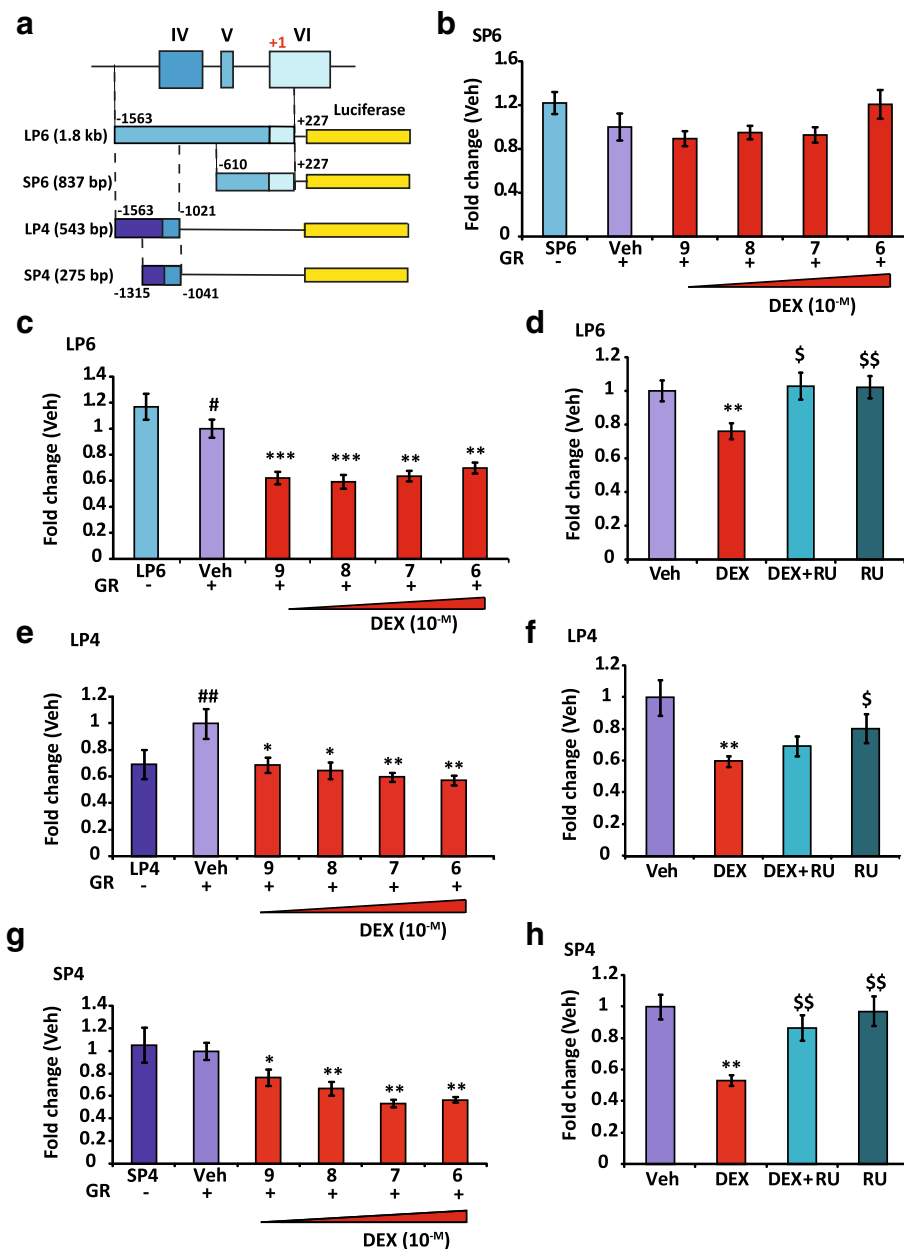 a
IV V VI
+1
Luciferase
-1563 +227
LP6 (1.8 kb)
-610 +227
SP6 (837 bp)
-1563 -1021
LP4 (543 bp)
SP4 (275 bp)
-1315 -1041
b
SP6
Fold change (Veh)
1.6
1.2
0.8
0.4
0
SP6 Veh 9 8 7 6
GR - + + + + +
DEX (10-M)
c
LP6
Fold change (Veh)
1.4
1.2
1
0.8
0.6
0.4
0.2
0
# *** *** ** **
LP6 Veh 9 8 7 6
GR - + + + + +
DEX (10-M)
d
LP6
Fold change (Veh)
1.2
1
0.8
0.6
0.4
0.2
0
** $ $$
Veh DEX DEX+RU RU
e
LP4
Fold change (Veh)
1.2
1
0.8
0.6
0.4
0.2
0
## * * ** **
LP4 Veh 9 8 7 6
GR - + + + + +
DEX (10-M)
f
LP4
Fold change (Veh)
1.2
1
0.8
0.6
0.4
0.2
0
** $
Veh DEX DEX+RU RU
g
SP4
Fold change (Veh)
1.4
1.2
1
0.8
0.6
0.4
0.2
0
* ** ** **
SP4 Veh 9 8 7 6
GR - + + + + +
DEX (10-M)
h
SP4
Fold change (Veh)
1.2
1
0.8
0.6
0.4
0.2
0
** $$ $$
Veh DEX DEX+RU RU